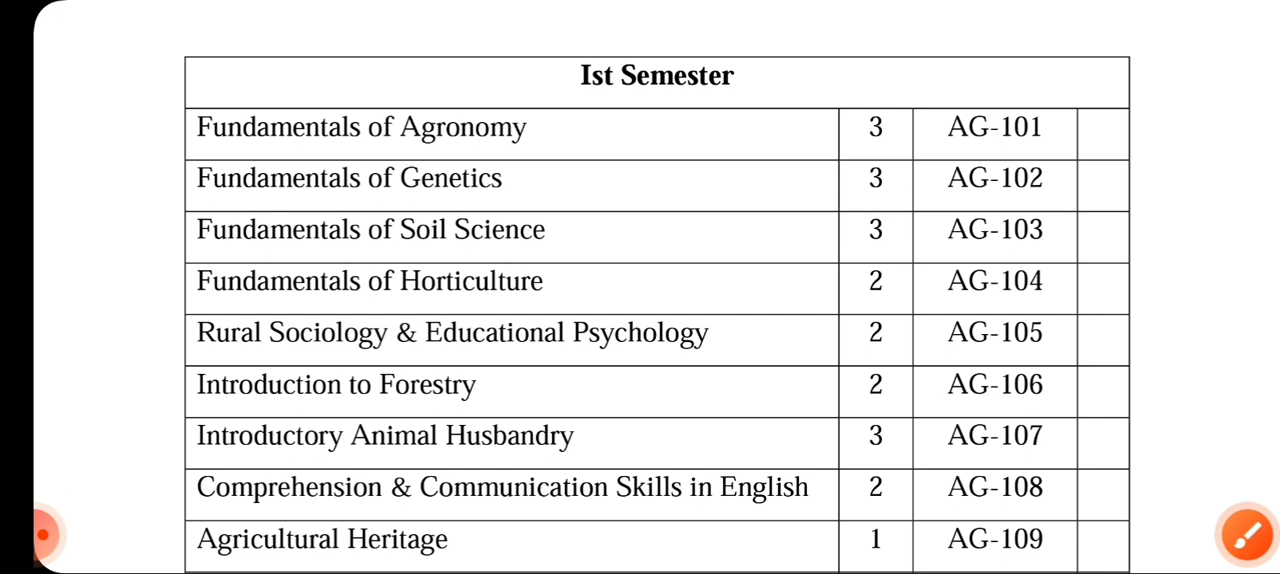 Ist Semester
Fundamentals of Agronomy 3 AG-101
Fundamentals of Genetics 3 AG-102
Fundamentals of Soil Science 3 AG-103
Fundamentals of Horticulture 2 AG-104
Rural Sociology & Educational Psychology 2 AG-105
Introduction to Forestry 2 AG-106
Introductory Animal Husbandry 3 AG-107
Comprehension & Communication Skills in English 2 AG-108
Agricultural Heritage 1 AG-109